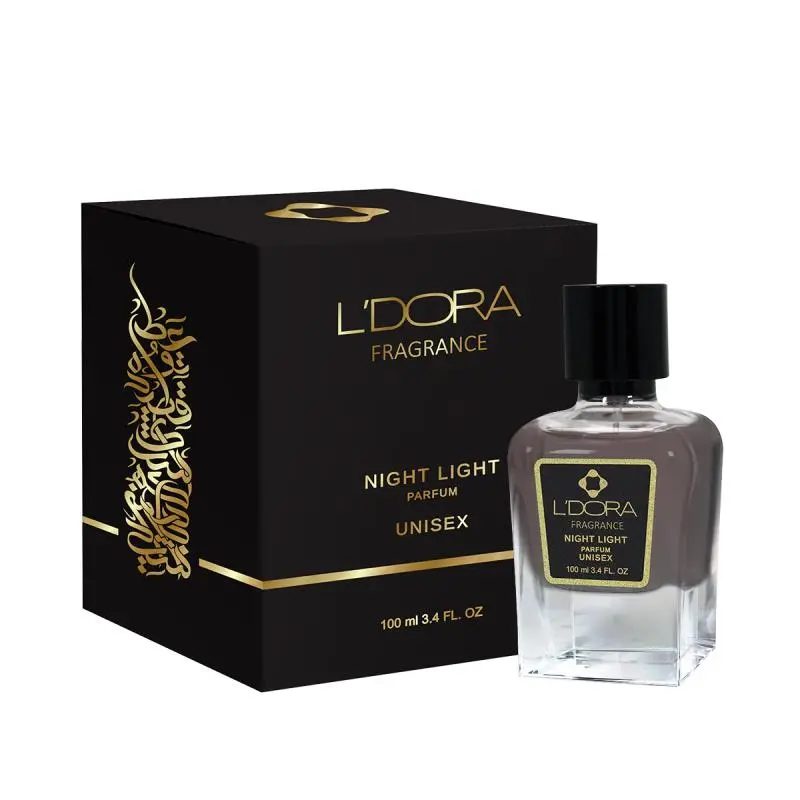 L'DORA
FRAGRANCE
NIGHT LIGHT
PARFUM
UNISEX
100 ml 3.4 FL. OZ
L'DORA
FRAGRANCE
NIGHT LIGHT
PARFUM
UNISEX
100 ml 3.4 FL. OZ